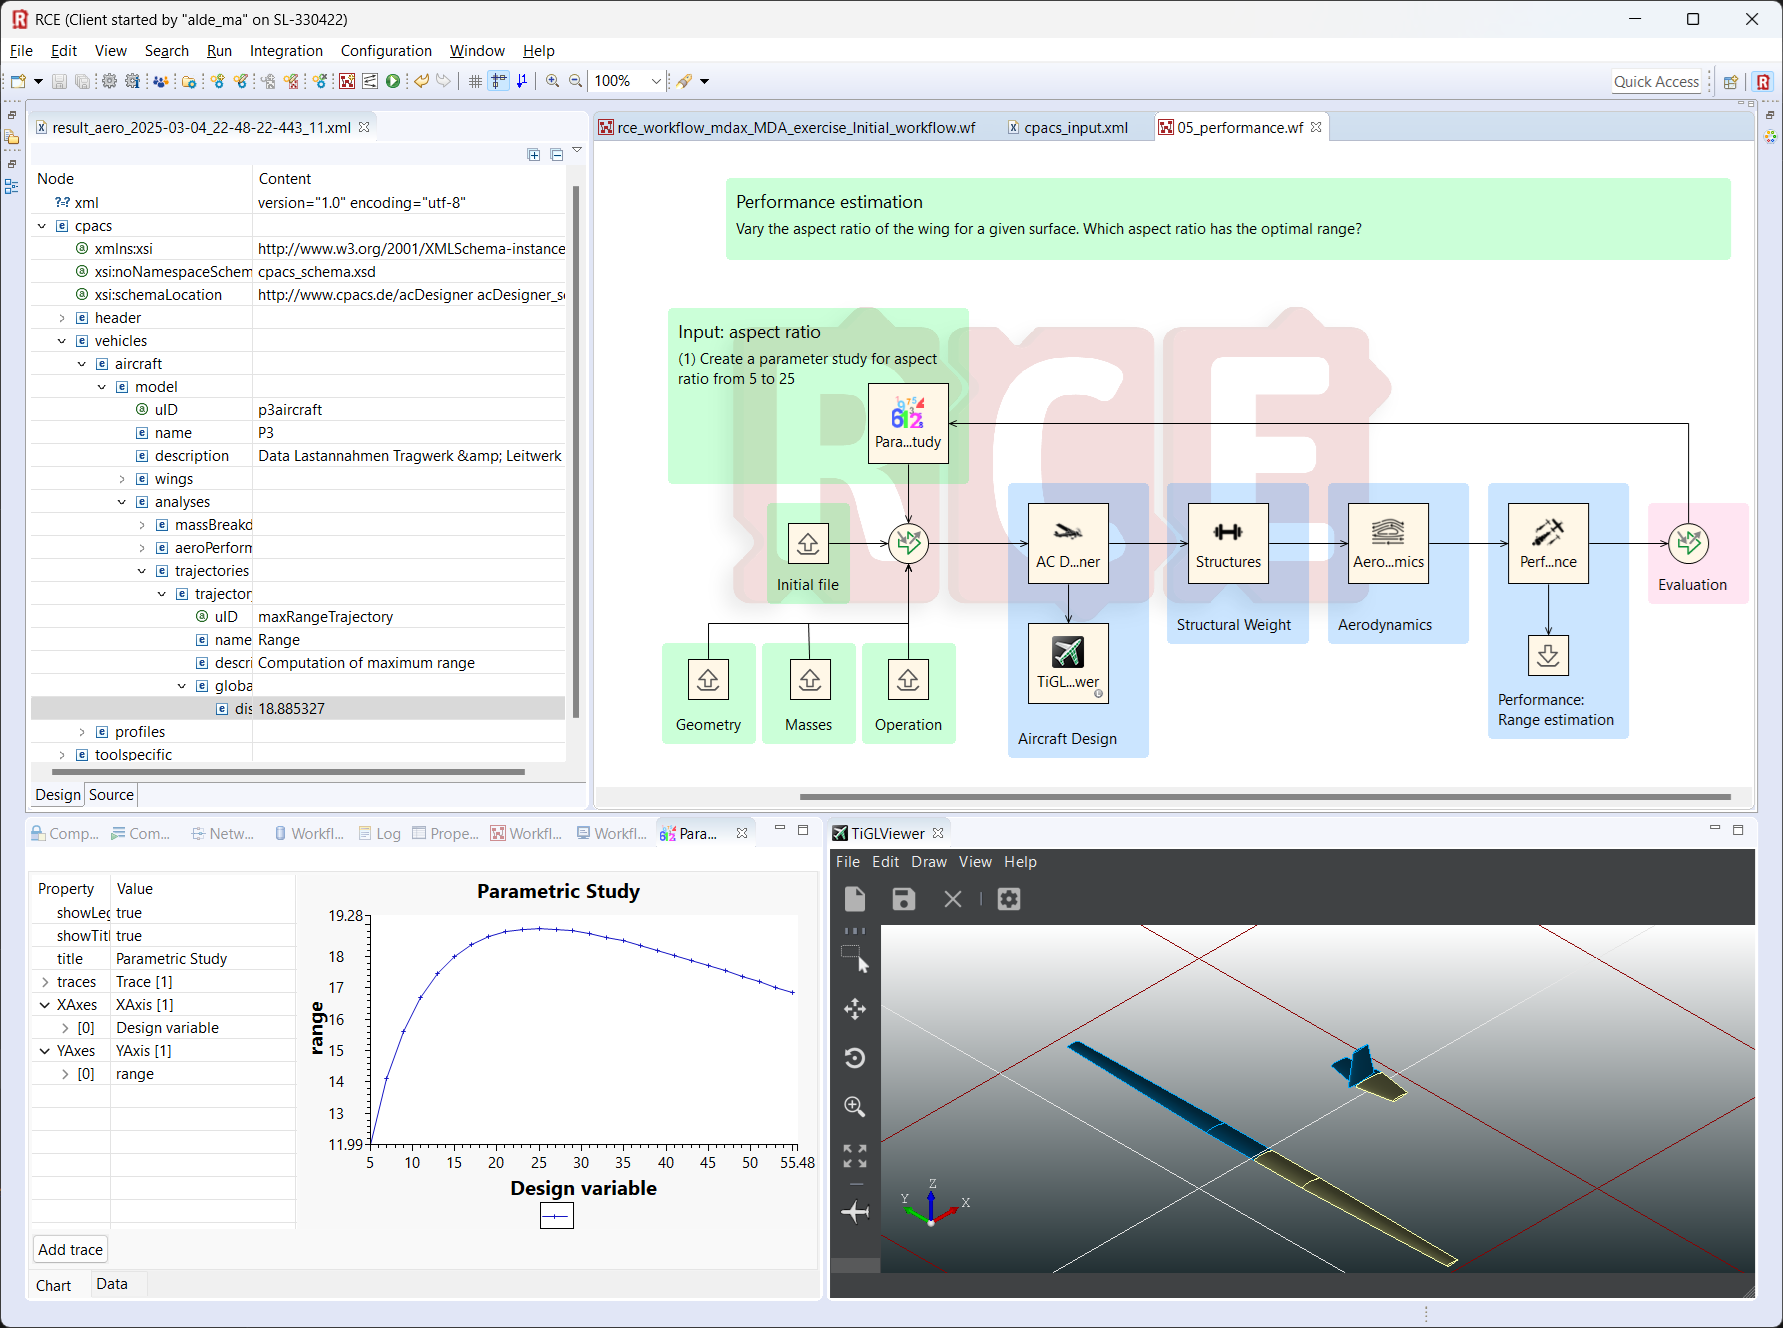 RCE (Client started by "alde_ma" on SL-330422)
File Edit View Search Run Integration Configuration Window Help
100%
Quick Access
result_aero_2025-03-04_22-48-22-443_11.xml
Node Content
xml version="1.0" encoding="utf-8"
cpacs
xmlns:xsi http://www.w3.org/2001/XMLSchema-instance
xsi:noNamespaceSchem cpacs_schema.xsd
xsi:schemaLocation http://www.cpacs.de/acDesigner acDesigner_s
header
vehicles
aircraft
model
uID p3aircraft
name P3
description Data Lastannahmen Tragwerk &amp; Leitwerk
wings
analyses
massBreakd
aeroPerforn
trajectories
trajector
uID maxRangeTrajectory
name Range
descri Computation of maximum range
globa
dis 18.885327
profiles
toolspecific
Design Source
rce_workflow_mdax_MDA_exercise_Initial_workflow.wf cpacs_input.xml 05_performance.wf
Performance estimation
Vary the aspect ratio of the wing for a given surface. Which aspect ratio has the optimal range?
RCE
Input: aspect ratio
(1) Create a parameter study for aspect
ratio from 5 to 25
Para...tudy
Initial file
AC D...ner
Structures
Aero...mics
Perf...nce
Evaluation
Structural Weight
Aerodynamics
TiGL...wer
Performance:
Range estimation
Geometry
Masses
Operation
Aircraft Design
Comp... Com... Netw... Workfl... Log Prope... Workfl... Workfl... Para...
Property Value
showLeg true
showTitl true
title Parametric Study
traces Trace [1]
XAxes XAxis [1]
[0] Design variable
YAxes YAxis [1]
[0] range
Add trace
Chart Data
Parametric Study
19.28
18
17
16
15
14
13
11.99
range
5 10 15 20 25 30 35 40 45 50 55.48
Design variable
TiGLViewer
File Edit Draw View Help
Z
Y
X